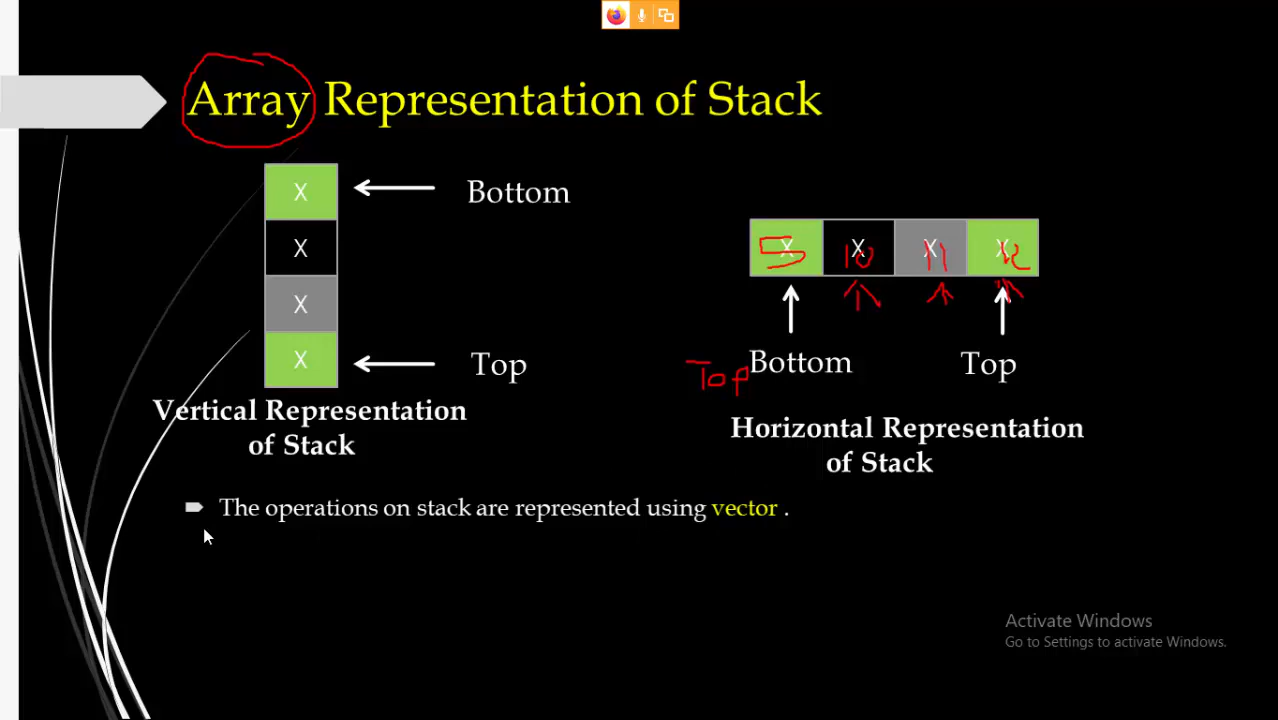 Array Representation of Stack
X
Bottom
X
X
X
Top
Vertical Representation
of Stack
X X X X
5 10 11 12
Bottom
Top
Top
Horizontal Representation
of Stack
The operations on stack are represented using vector .
Activate Windows
Go to Settings to activate Windows.